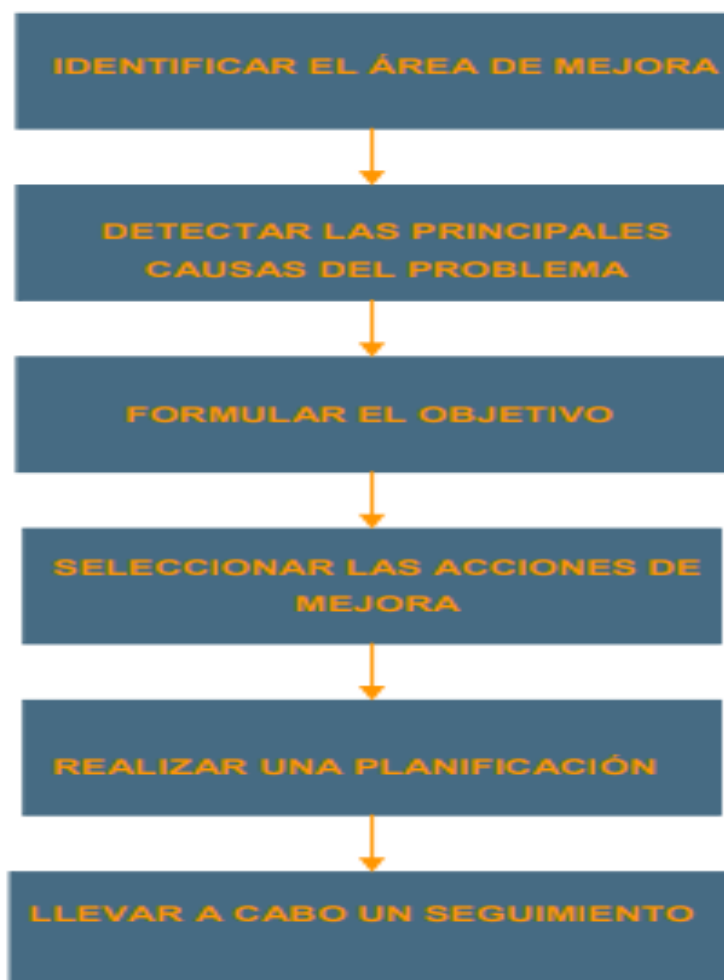 IDENTIFICAR EL ÁREA DE MEJORA
DETECTAR LAS PRINCIPALES
CAUSAS DEL PROBLEMA
FORMULAR EL OBJETIVO
SELECCIONAR LAS ACCIONES DE
MEJORA
REALIZAR UNA PLANIFICACIÓN
LLEVAR A CABO UN SEGUIMIENTO